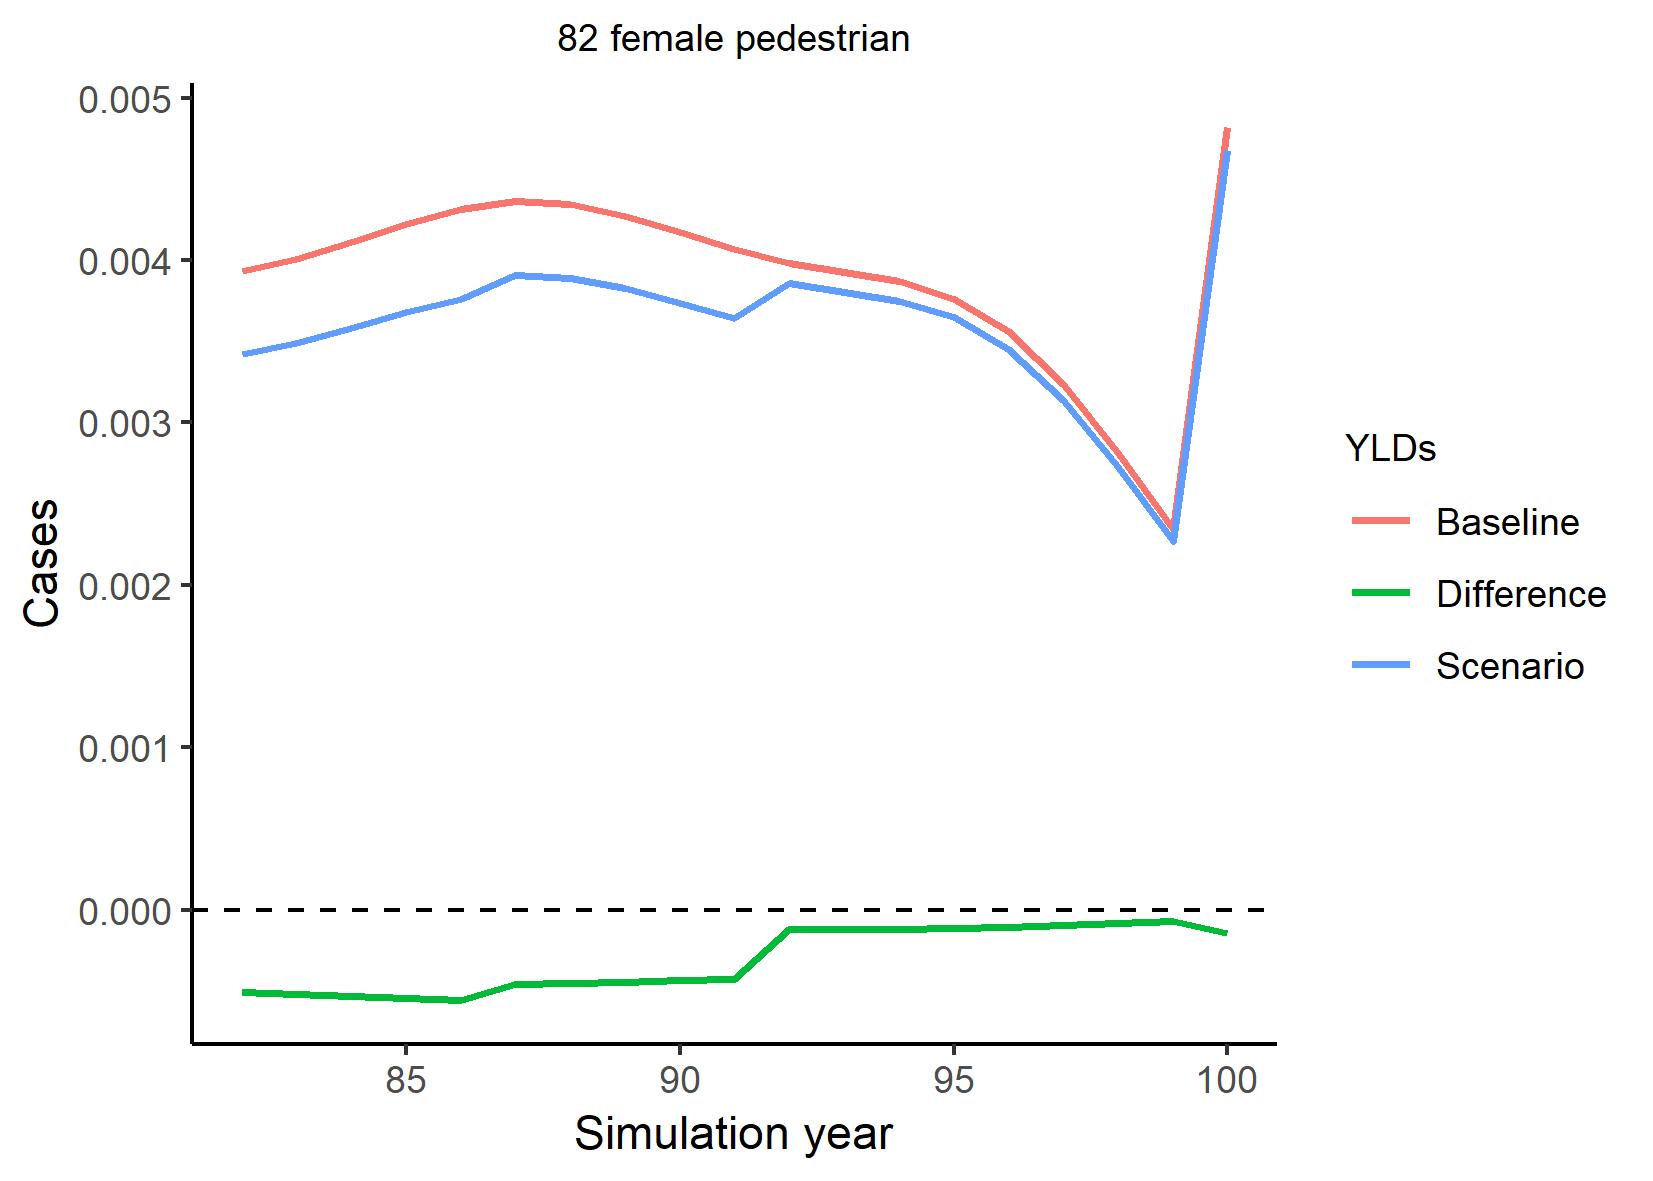 82 female pedestrian
0.005
0.004
0.003
0.002
0.001
0.000
Cases
85 90 95 100
Simulation year
YLDs
Baseline
Difference
Scenario